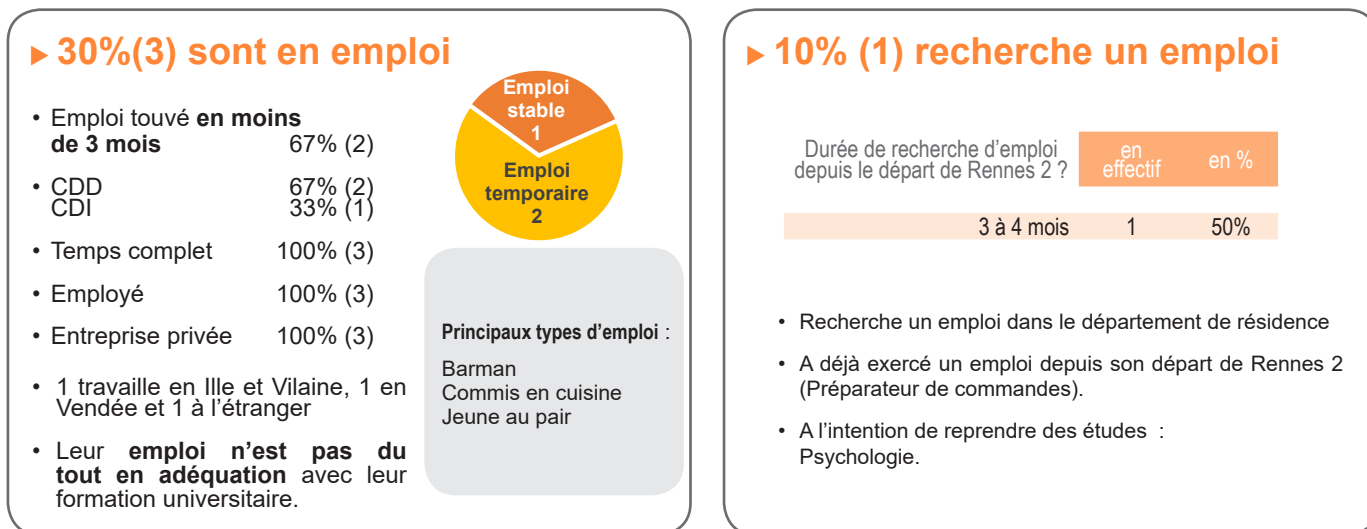 ▶ 30%(3) sont en emploi
• Emploi touvé en moins
de 3 mois 67% (2)
• CDD 67% (2)
CDI 33% (1)
• Temps complet 100% (3)
• Employé 100% (3)
• Entreprise privée 100% (3)
• 1 travaille en Ille et Vilaine, 1 en
Vendée et 1 à l'étranger
• Leur emploi n'est pas du
tout en adéquation avec leur
formation universitaire.
Emploi
stable
1
Emploi
temporaire
2
Principaux types d'emploi :
Barman
Commis en cuisine
Jeune au pair
▶ 10% (1) recherche un emploi
Durée de recherche d'emploi
depuis le départ de Rennes 2 ?
en
effectif
en %
3 à 4 mois 1 50%
• Recherche un emploi dans le département de résidence
• A déjà exercé un emploi depuis son départ de Rennes 2
(Préparateur de commandes).
• A l'intention de reprendre des études :
Psychologie.